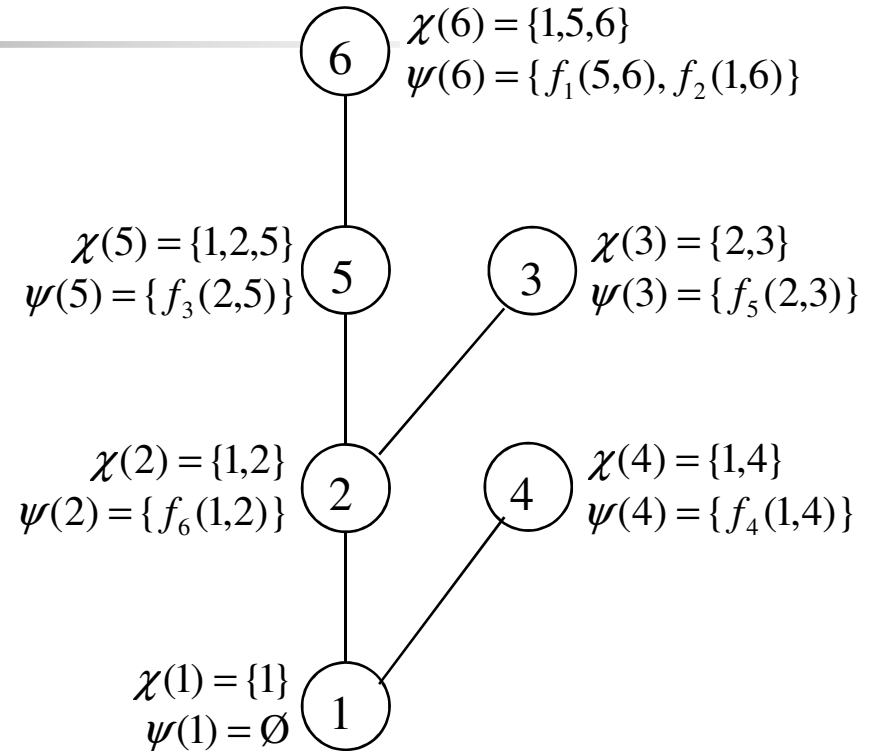 6
χ(6) = {1,5,6}
ψ(6) = {f₁(5,6), f₂(1,6)}
χ(5) = {1,2,5}
ψ(5) = {f₃(2,5)}
5
3
χ(3) = {2,3}
ψ(3) = {f₅(2,3)}
χ(2) = {1,2}
ψ(2) = {f₆(1,2)}
2
4
χ(4) = {1,4}
ψ(4) = {f₄(1,4)}
χ(1) = {1}
ψ(1) = Ø
1